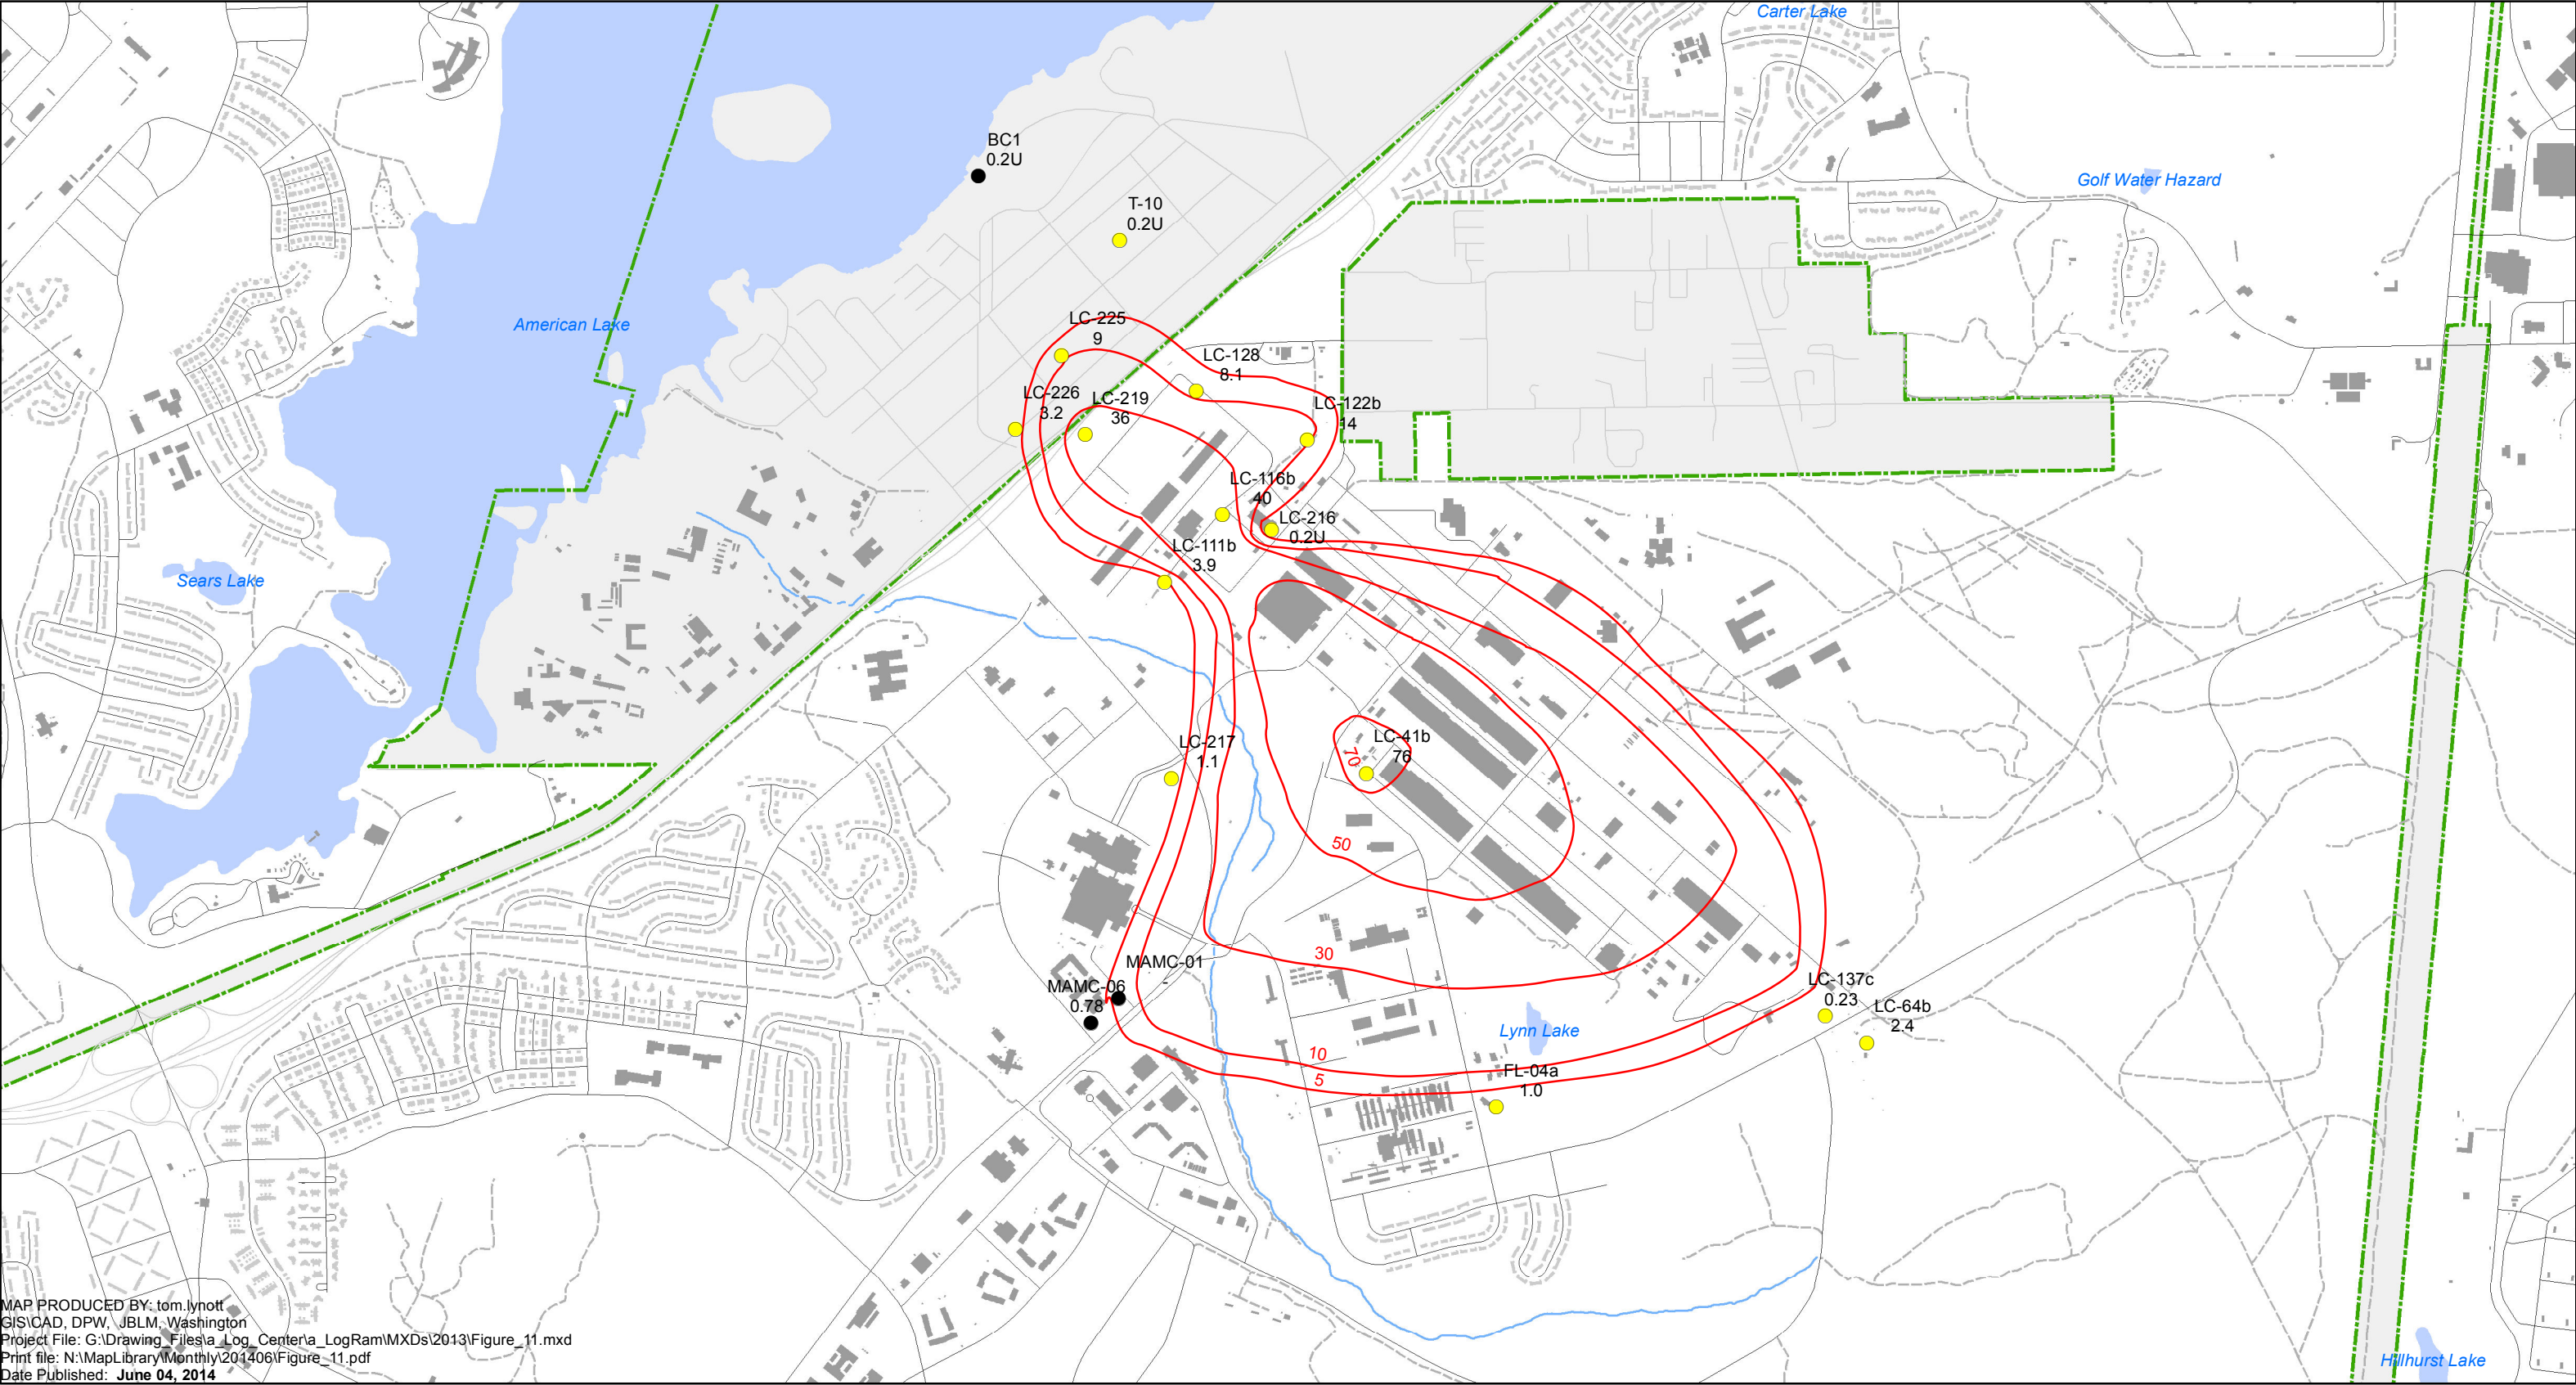 Carter Lake
BC1
0.2U
Golf Water Hazard
T-10
0.2U
American Lake
LC-225
9
LC-128
8.1
LC-226
3.2
LC-219
36
LC-122b
14
LC-116b
40
LC-216
0.2U
LC-111b
3.9
Sears Lake
LC-217
1.1
LC-41b
76
70
50
30
MAMC-01
-
MAMC-06
0.78
LC-137c
0.23
LC-64b
2.4
Lynn Lake
10
5
FL-04a
1.0
MAP PRODUCED BY: tom.lynott
GIS\CAD, DPW, JBLM, Washington
Project File: G:\Drawing_Files\a_Log_Center\a_LogRam\MXDs\2013\Figure_11.mxd
Print file: N:\MapLibrary\Monthly\201406\Figure_11.pdf
Date Published: June 04, 2014
Hillhurst Lake